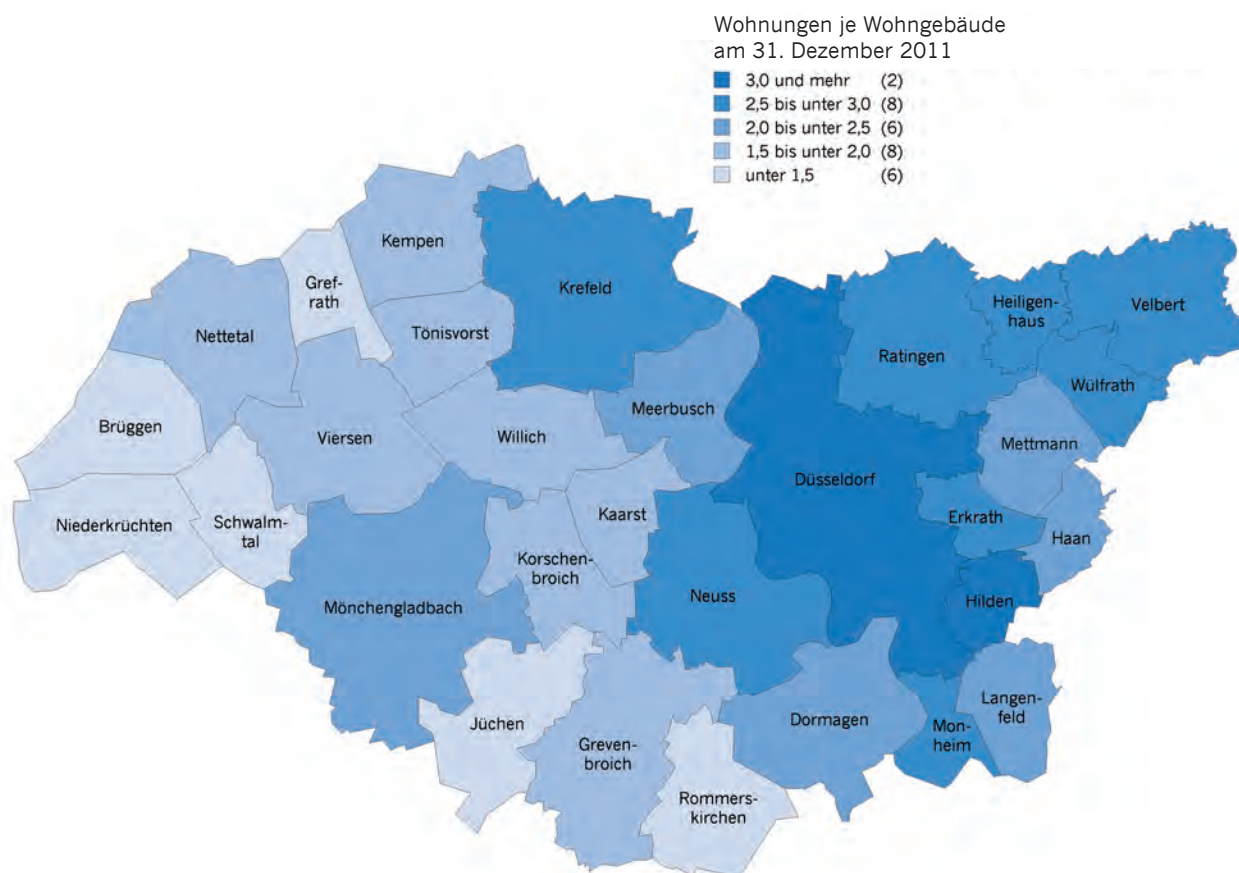 Wohnungen je Wohngebäude
am 31. Dezember 2011
3,0 und mehr (2)
2,5 bis unter 3,0 (8)
2,0 bis unter 2,5 (6)
1,5 bis unter 2,0 (8)
unter 1,5 (6)
Kempen
Gref-
rath
Krefeld
Heiligen-
haus
Velbert
Nettetal
Tönisvorst
Ratingen
Wülfrath
Meerbusch
Brüggen
Viersen
Willich
Mettmann
Düsseldorf
Kaarst
Erkrath
Niederkrüchten
Schwalm-
tal
Haan
Korschen-
broich
Neuss
Hilden
Mönchengladbach
Langen-
feld
Jüchen
Dormagen
Mon-
heim
Greven-
broich
Rommers-
kirchen